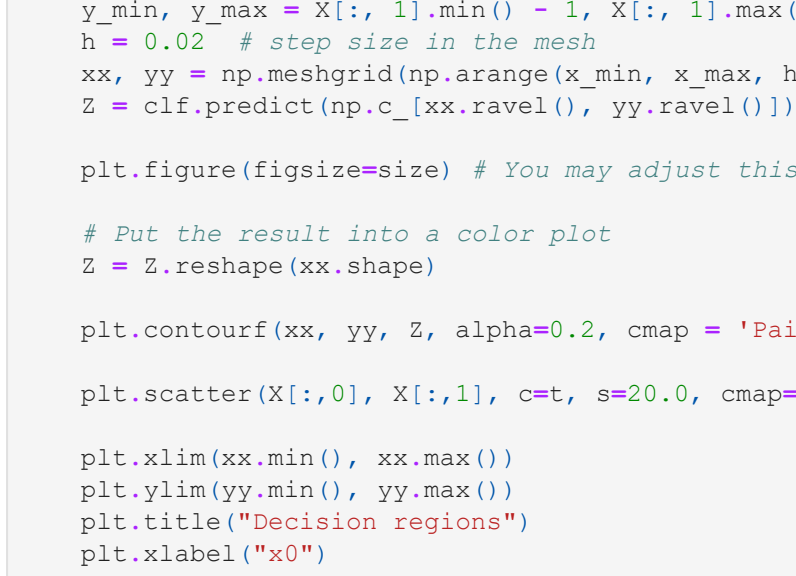 y_min, y_max = X[:, 1].min() - 1, X[:, 1].max(
h = 0.02  # step size in the mesh
xx, yy = np.meshgrid(np.arange(x_min, x_max, h
Z = clf.predict(np.c_[xx.ravel(), yy.ravel()])
plt.figure(figsize=size) # You may adjust this
# Put the result into a color plot
Z = Z.reshape(xx.shape)
plt.contourf(xx, yy, Z, alpha=0.2, cmap = 'Pai
plt.scatter(X[:,0], X[:,1], c=t, s=20.0, cmap=
plt.xlim(xx.min(), xx.max())
plt.ylim(yy.min(), yy.max())
plt.title("Decision regions")
plt.xlabel("x0")